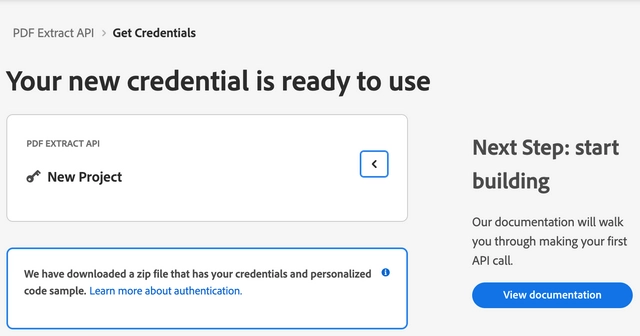 PDF Extract API > Get Credentials
Your new credential is ready to use
PDF EXTRACT API
New Project
We have downloaded a zip file that has your credentials and personalized
code sample. Learn more about authentication.
Next Step: start
building
Our documentation will walk
you through making your first
API call.
View documentation